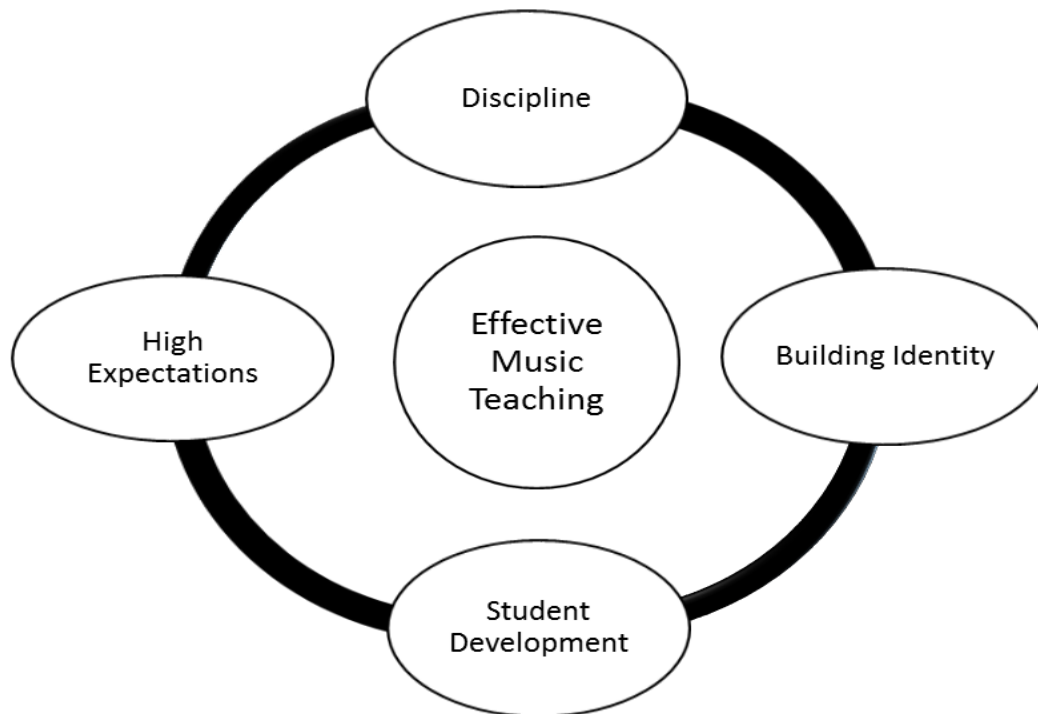 Discipline
High
Expectations
Effective
Music
Teaching
Building Identity
Student
Development